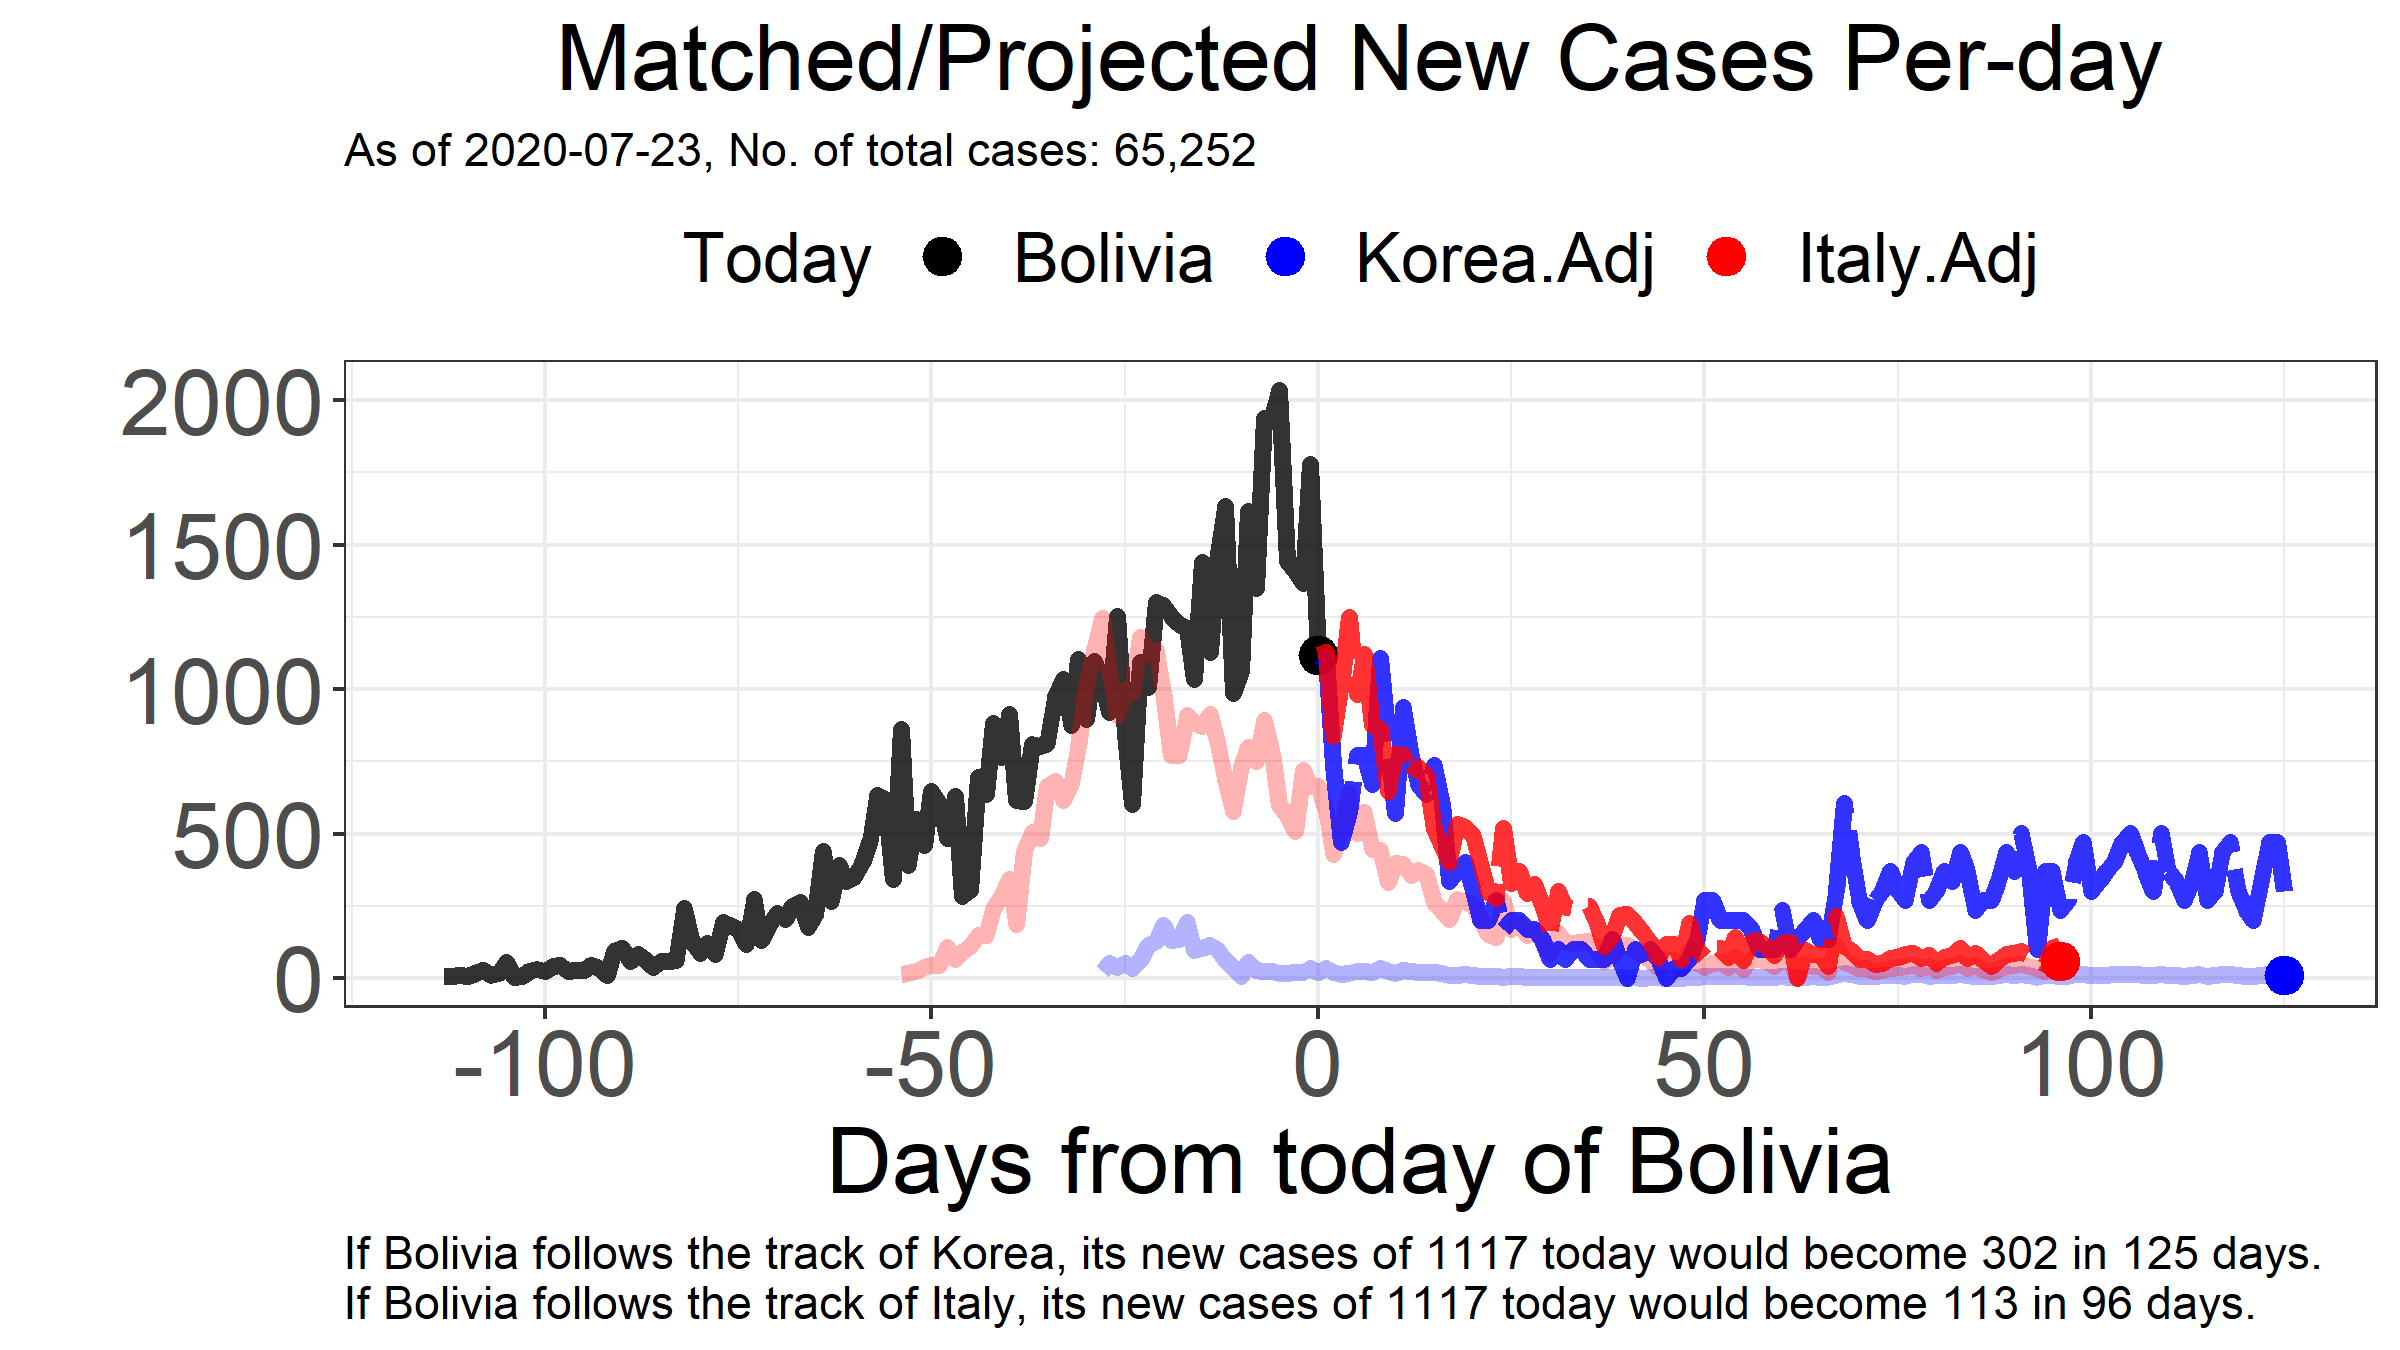 Matched/Projected New Cases Per-day
As of 2020-07-23, No. of total cases: 65,252
Today Bolivia Korea.Adj Italy.Adj
2000
1500
1000
500
0
-100 -50 0 50 100
Days from today of Bolivia
If Bolivia follows the track of Korea, its new cases of 1117 today would become 302 in 125 days.
If Bolivia follows the track of Italy, its new cases of 1117 today would become 113 in 96 days.